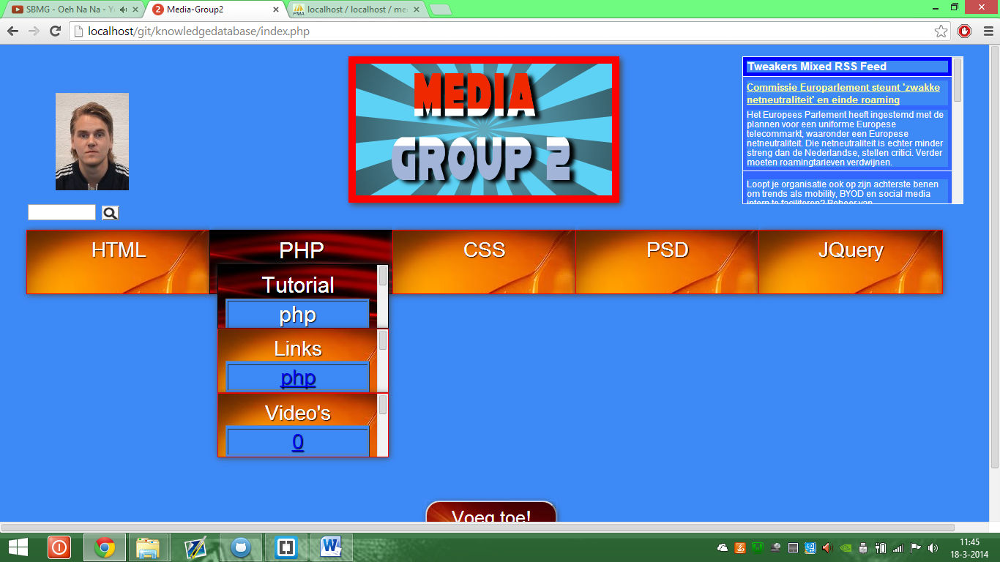 SBMG - Oeh Na Na - Yo
Media-Group2
localhost / localhost / me
localhost/git/knowledgedatabase/index.php
MEDIA
GROUP 2
Tweakers Mixed RSS Feed
Commissie Europarlement steunt 'zwakke
netneutraliteit' en einde roaming
Het Europees Parlement heeft ingestemd met de
plannen voor een uniforme Europese
telecommarkt, waaronder een Europese
netneutraliteit. Die netneutraliteit is echter minder
streng dan de Nederlandse, stellen critici. Verder
moeten roamingtarieven verdwijnen.
Loopt je organisatie ook op zijn achterste benen
om trends als mobility, BYOD en social media
intern te faciliteren? Beheer van
HTML
PHP
CSS
PSD
JQuery
Tutorial
php
Links
php
Video's
0
Voeg toe!
11:45
18-3-2014